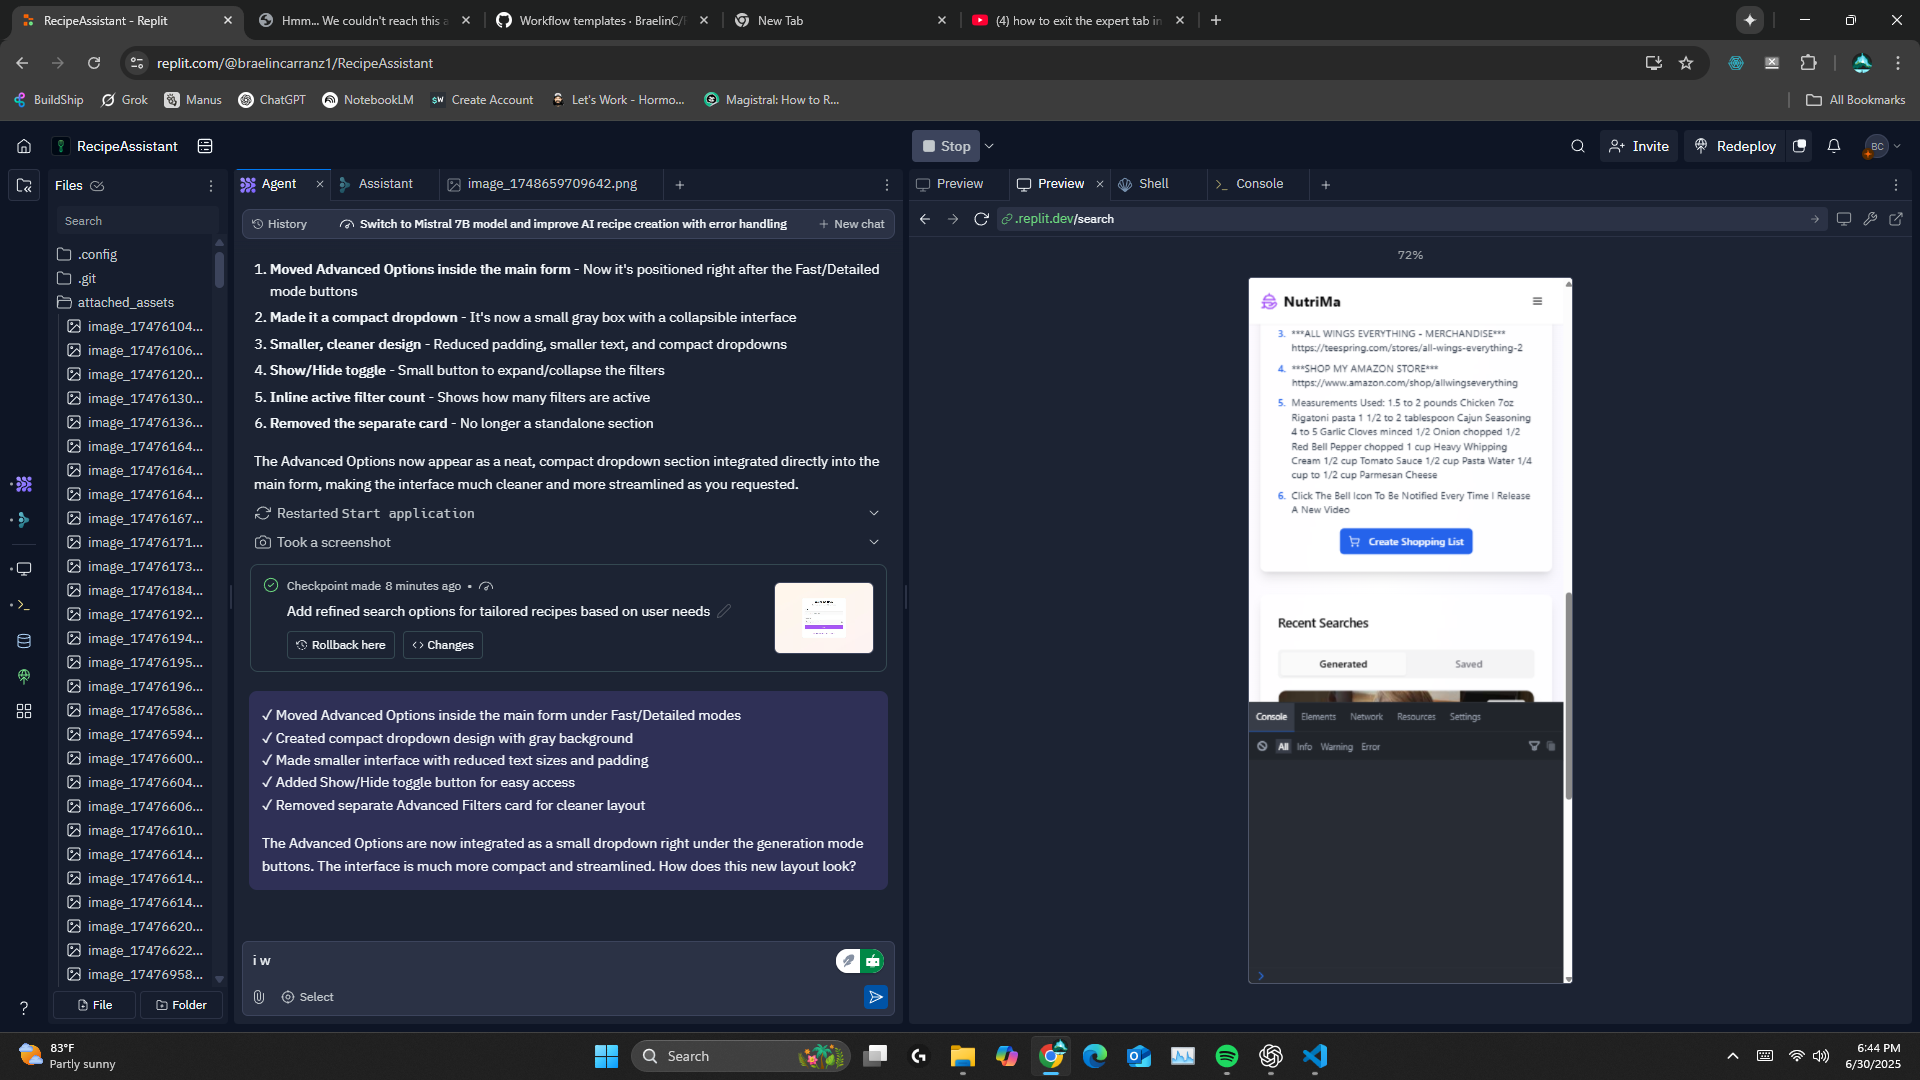 RecipeAssistant - Replit
Hmm... We couldn't reach this a
Workflow templates · BraelinC/F
New Tab
(4) how to exit the expert tab in
replit.com/@braelincarranz1/RecipeAssistant
BuildShip
Grok
Manus
ChatGPT
NotebookLM
Create Account
Let's Work - Hormo...
Magistral: How to R...
All Bookmarks
RecipeAssistant
Stop
Invite
Redeploy
BC
Files
Search
.config
.git
attached_assets
image_17476104...
image_17476106...
image_17476120...
image_17476130...
image_17476136...
image_17476164...
image_17476164...
image_17476164...
image_17476167...
image_17476171...
image_17476173...
image_17476184...
image_17476192...
image_17476194...
image_17476195...
image_17476196...
image_17476586...
image_17476594...
image_17476600...
image_17476604...
image_17476606...
image_17476610...
image_17476614...
image_17476614...
image_17476614...
image_17476620...
image_17476622...
image_17476958...
File
Folder
Agent
Assistant
image_1748659709642.png
History
Switch to Mistral 7B model and improve AI recipe creation with error handling
New chat
1. Moved Advanced Options inside the main form - Now it's positioned right after the Fast/Detailed
mode buttons
2. Made it a compact dropdown - It's now a small gray box with a collapsible interface
3. Smaller, cleaner design - Reduced padding, smaller text, and compact dropdowns
4. Show/Hide toggle - Small button to expand/collapse the filters
5. Inline active filter count - Shows how many filters are active
6. Removed the separate card - No longer a standalone section
The Advanced Options now appear as a neat, compact dropdown section integrated directly into the
main form, making the interface much cleaner and more streamlined as you requested.
Restarted Start application
Took a screenshot
Checkpoint made 8 minutes ago •
Add refined search options for tailored recipes based on user needs
Rollback here
Changes
✓ Moved Advanced Options inside the main form under Fast/Detailed modes
✓ Created compact dropdown design with gray background
✓ Made smaller interface with reduced text sizes and padding
✓ Added Show/Hide toggle button for easy access
✓ Removed separate Advanced Filters card for cleaner layout
The Advanced Options are now integrated as a small dropdown right under the generation mode
buttons. The interface is much more compact and streamlined. How does this new layout look?
i w
Select
Preview
Preview
Shell
Console
.replit.dev/search
72%
NutriMa
3. ***ALL WINGS EVERYTHING - MERCHANDISE***
https://teespring.com/stores/all-wings-everything-2
4. ***SHOP MY AMAZON STORE***
https://www.amazon.com/shop/allwingseverything
5. Measurements Used: 1.5 to 2 pounds Chicken 7oz
Rigatoni pasta 1 1/2 to 2 tablespoon Cajun Seasoning
4 to 5 Garlic Cloves minced 1/2 Onion chopped 1/2
Red Bell Pepper chopped 1 cup Heavy Whipping
Cream 1/2 cup Tomato Sauce 1/2 cup Pasta Water 1/4
cup to 1/2 cup Parmesan Cheese
6. Click The Bell Icon To Be Notified Every Time I Release
A New Video
Create Shopping List
Recent Searches
Generated
Saved
Console
Elements
Network
Resources
Settings
All
Info
Warning
Error
83°F
Partly sunny
Search
6:44 PM
6/30/2025